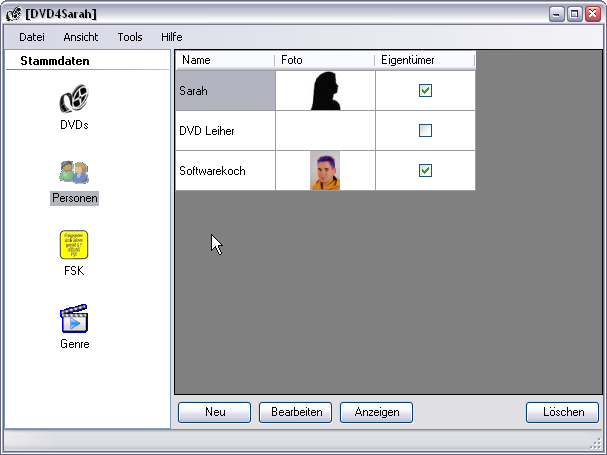 [DVD4Sarah]
Datei Ansicht Tools Hilfe
Stammdaten
DVDs
Personen
FSK
Genre
Name Foto Eigentümer
Sarah
DVD Leiher
Softwarekoch
Neu Bearbeiten Anzeigen Löschen